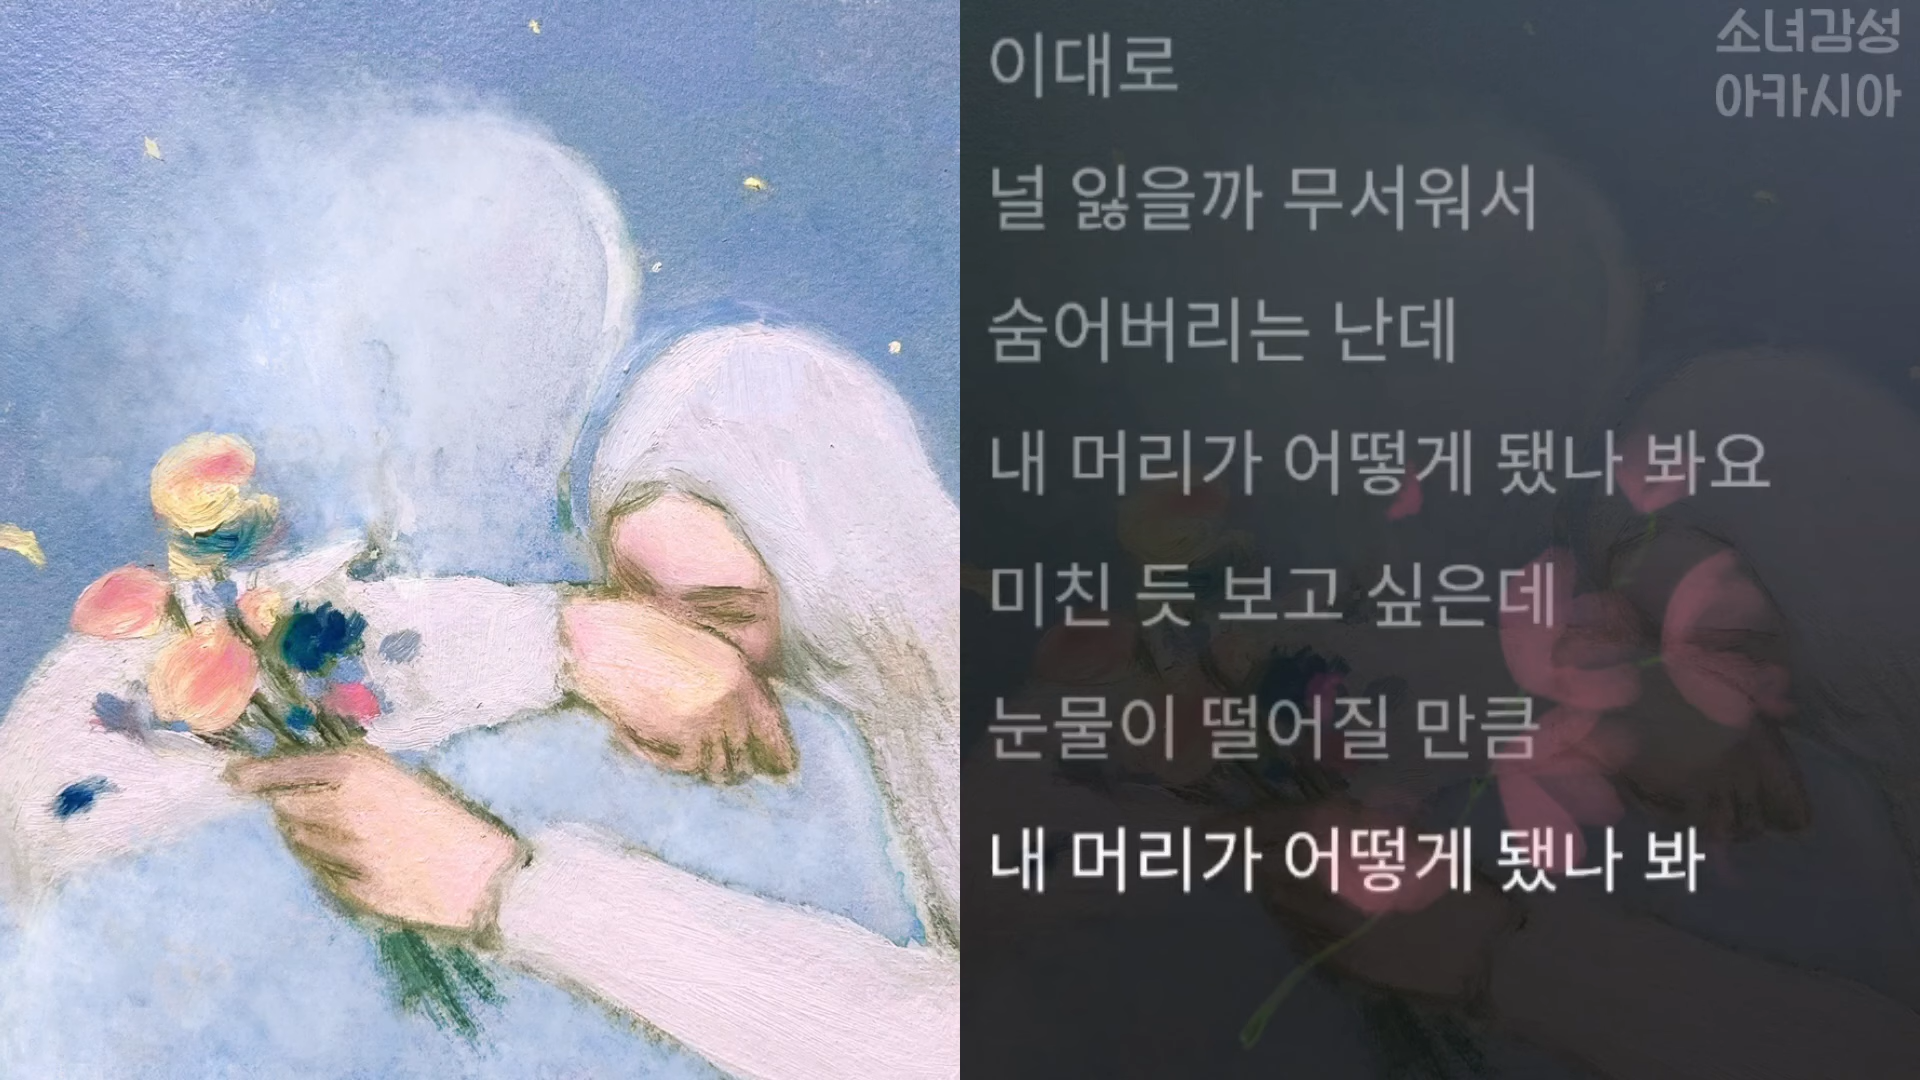 이대로
널 잃을까 무서워서
숨어버리는 난데
내 머리가 어떻게 됐나 봐요
미친 듯 보고 싶은데
눈물이 떨어질 만큼
내 머리가 어떻게 됐나 봐
소녀감성
아카시아